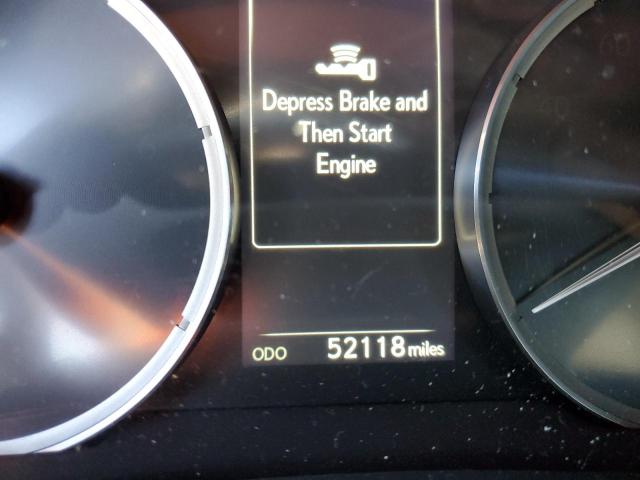 Depress Brake and
Then Start
Engine
ODO 52118 miles